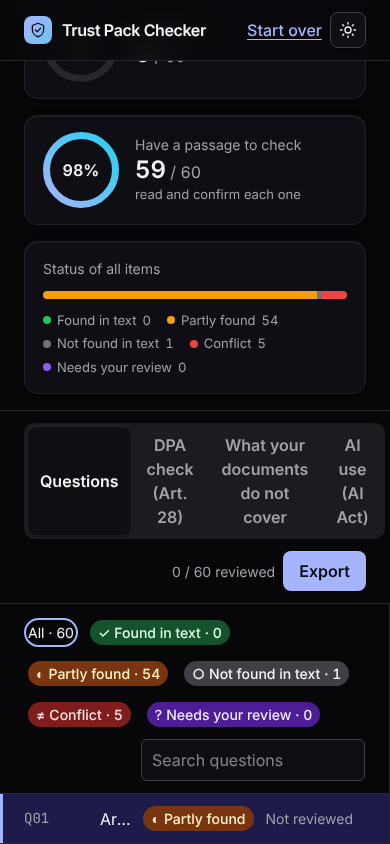 Trust Pack Checker
Start over
98%
Have a passage to check
59 / 60
read and confirm each one
Status of all items
Found in text 0
Partly found 54
Not found in text 1
Conflict 5
Needs your review 0
Questions
DPA check (Art. 28)
What your documents do not cover
AI use (AI Act)
0 / 60 reviewed
Export
All · 60
✓ Found in text · 0
Partly found · 54
○ Not found in text · 1
≠ Conflict · 5
? Needs your review · 0
Search questions
Q01
Ar...
Partly found
Not reviewed